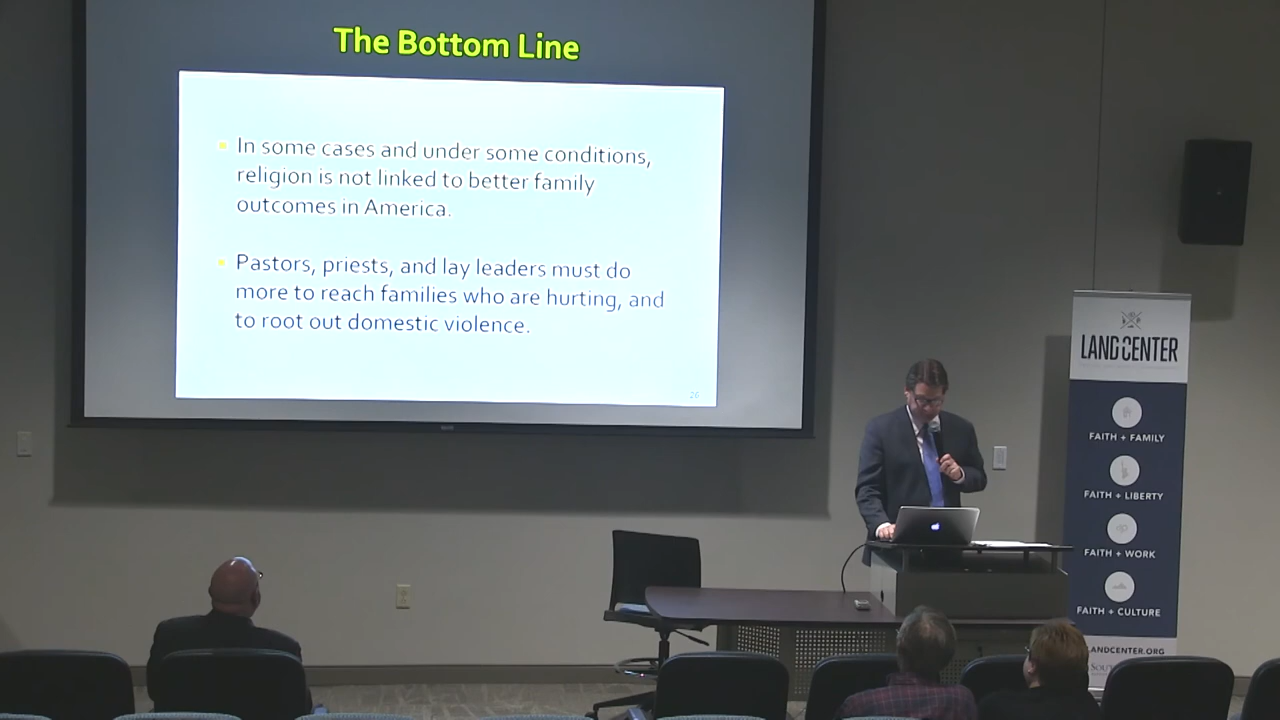 The Bottom Line
In some cases and under some conditions,
religion is not linked to better family
outcomes in America.
Pastors, priests, and lay leaders must do
more to reach families who are hurting, and
to root out domestic violence.
26
LAND CENTER
FAITH + FAMILY
FAITH + LIBERTY
FAITH + WORK
FAITH + CULTURE
LANDCENTER.ORG